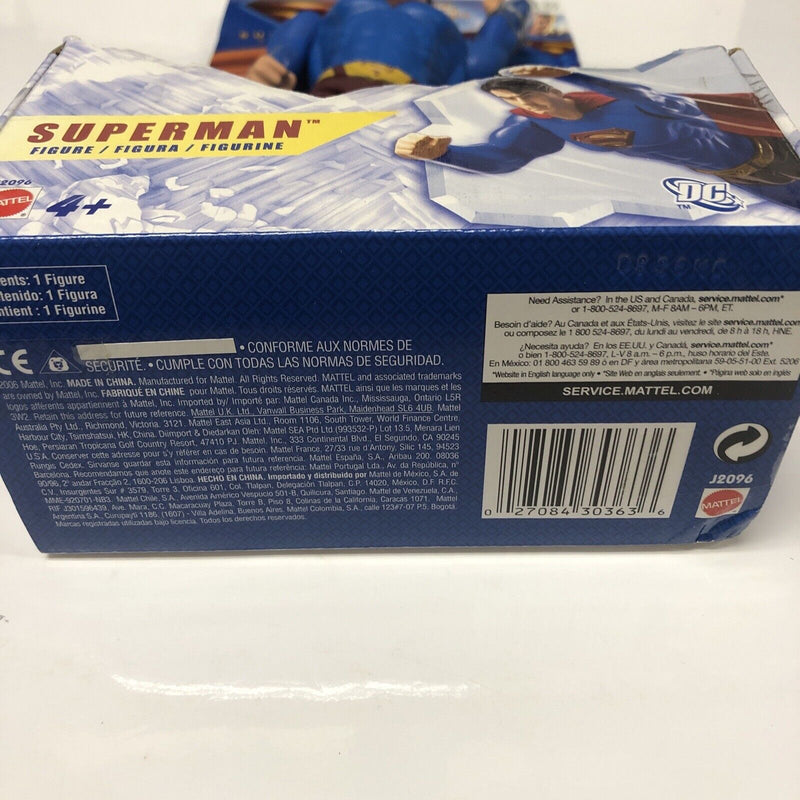 SUPERMAN™
FIGURE / FIGURA / FIGURINE
J2096
MATTEL
4+
DC
TM
ents: 1 Figure
tenido: 1 Figura
ntient : 1 Figurine
Need Assistance? In the US and Canada, service.mattel.com*
or 1-800-524-8697, M-F 8AM – 6PM, ET.
Besoin d'aide? Au Canada et aux États-Unis, visitez le site service.mattel.com
ou composez le 1 800 524-8697, du lundi au vendredi, de 8 h à 18 h, HNE.
¿Necesita ayuda? En los EE.UU. y Canadá, service.mattel.com*
o bien 1-800-524-8697, L-V 8 a.m. – 6 p.m., huso horario del Este.
En México: 01 800 463 59 89 ó en DF y área metropolitana 59-05-51-00 Ext. 5206
*Website in English language only • *Site Web en anglais seulement. • *Página web solo en inglés
SERVICE.MATTEL.COM
CE
• CONFORME AUX NORMES DE
SÉCURITÉ. • CUMPLE CON TODAS LAS NORMAS DE SEGURIDAD.
2006 Mattel, Inc. MADE IN CHINA. Manufactured for Mattel. All Rights Reserved. MATTEL and associated trademarks
are owned by Mattel, Inc. FABRIQUÉ EN CHINE pour Mattel. Tous droits réservés. MATTEL ainsi que les marques et les
logos afférents appartiennent à Mattel, Inc. Imported by/ Importé par: Mattel Canada Inc., Mississauga, Ontario L5R
3W2. Retain this address for future reference. Mattel U.K. Ltd., Vanwall Business Park, Maidenhead SL6 4UB. Mattel
Australia Pty Ltd., Richmond, Victoria. 3121. Mattel East Asia Ltd., Room 1106, South Tower, World Finance Centre,
Harbour City, Tsimshatsui, HK, China. Diimport & Diedarkan Oleh: Mattel SEA Ptd Ltd (993532-P) Lot 13.5, Menara Lien
Hoe, Persiaran Tropicana Golf Country Resort, 47410 PJ. Mattel, Inc., 333 Continental Blvd., El Segundo, CA 90245
U.S.A. Conserver cette adresse pour s'y référer en cas de besoin. Mattel France, 27/33 rue d'Antony, Silic 145, 94523
Rungis Cedex. Sírvanse guardar esta información para futura referencia. Mattel España, S.A., Aribau 200. 08036
Barcelona. Recomendamos que anote este endereço para futura referência: Mattel Portugal Lda., Av. da República, nº
90/96, 2º andar Fracção 2, 1600-206 Lisboa. HECHO EN CHINA. Importado y distribuido por Mattel de México, S.A. de
C.V., Insurgentes Sur # 3579, Torre 3, Oficina 601, Col. Tlalpan, Delegación Tlalpan, C.P. 14020, México, D.F. R.F.C.
MME-920701-NB3. Mattel Chile, S.A., Avenida Américo Vespucio 501-B, Quilicura, Santiago. Mattel de Venezuela, C.A.,
RIF J301596439, Ave. Mara, C.C. Macaracuay Plaza, Torre B, Piso 8, Colinas de la California, Caracas 1071. Mattel
Argentina S.A., Curupaytí 1186, (1607) - Villa Adelina, Buenos Aires. Mattel Colombia, S.A., calle 123#7-07 P.5, Bogotá.
Marcas registradas utilizadas bajo licencia. Todos los derechos reservados.
0 27084 30363 6
J2096
MATTEL